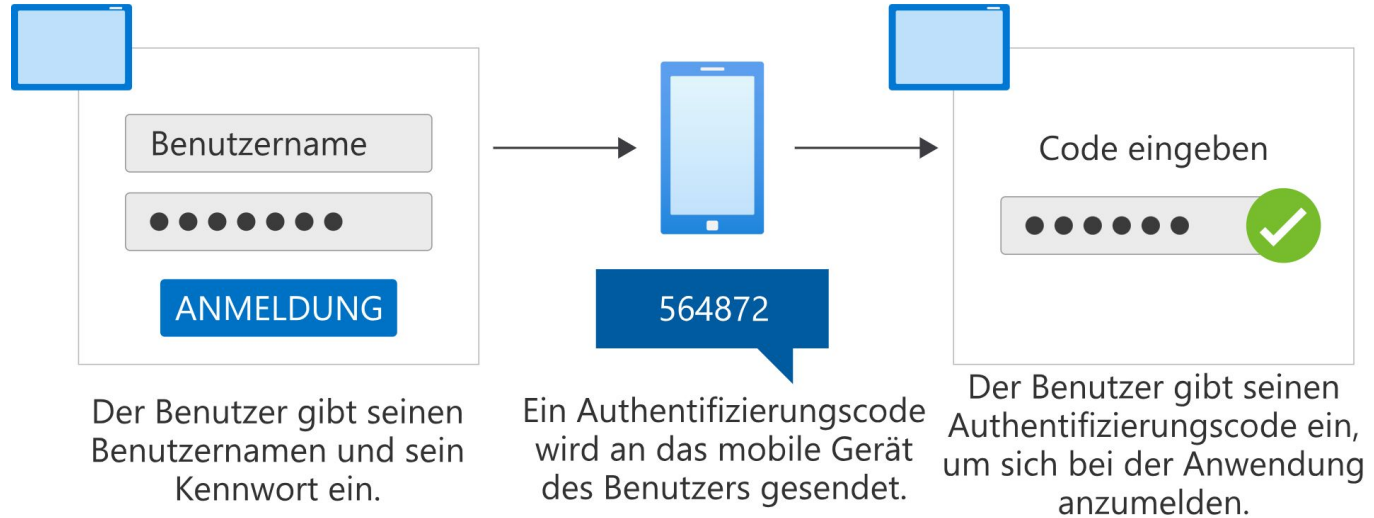 Benutzername
●●●●●●●
ANMELDUNG
Der Benutzer gibt seinen
Benutzernamen und sein
Kennwort ein.
564872
Ein Authentifizierungscode
wird an das mobile Gerät
des Benutzers gesendet.
Code eingeben
●●●●●●
Der Benutzer gibt seinen
Authentifizierungscode ein,
um sich bei der Anwendung
anzumelden.